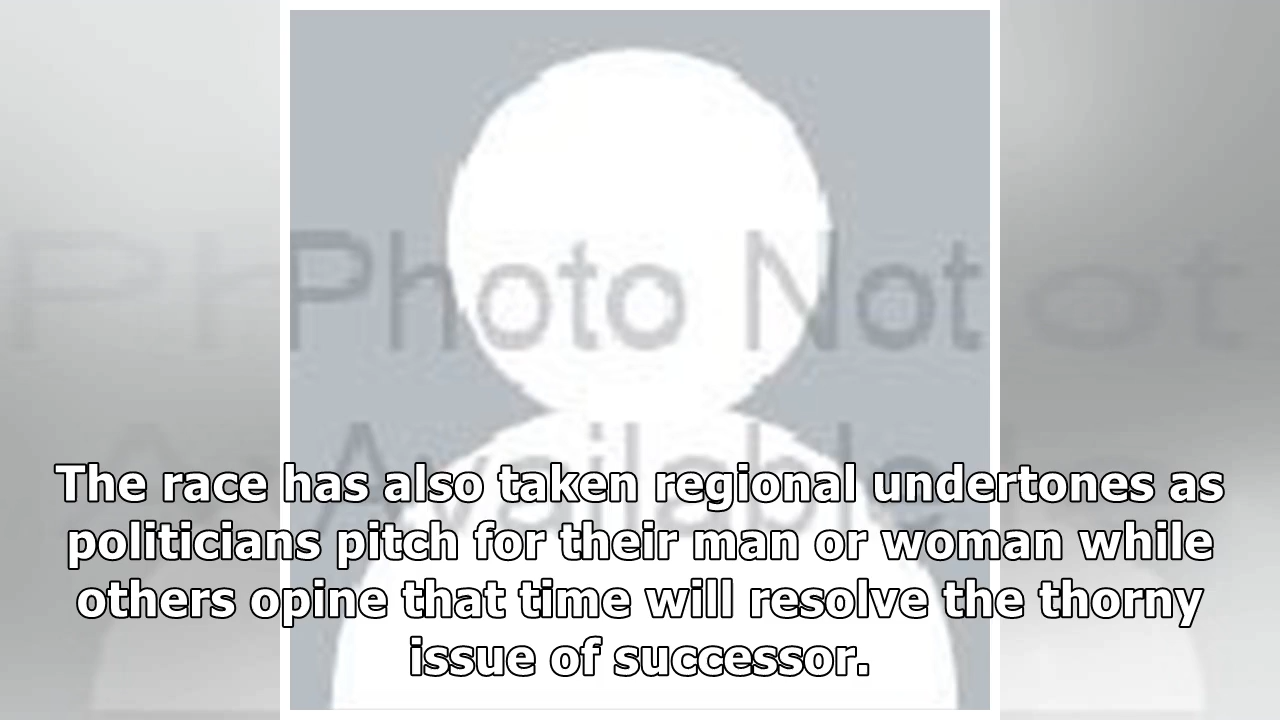 Photo Not
Available
The race has also taken regional undertones as
politicians pitch for their man or woman while
others opine that time will resolve the thorny
issue of successor.